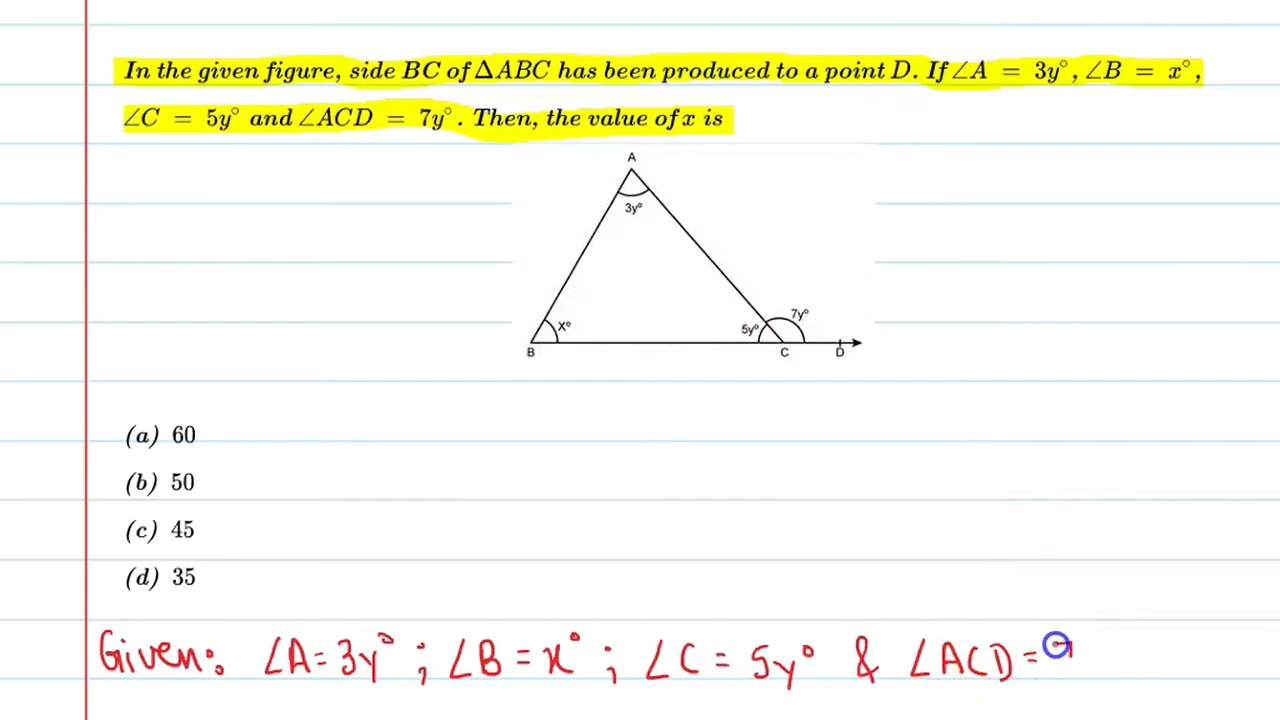 In the given figure, side BC of ΔABC has been produced to a point D. If ∠A = 3y°, ∠B = x°,
∠C = 5y° and ∠ACD = 7y°. Then, the value of x is
A
3y°
7y°
X°
5y°
B
C
D
(a) 60
(b) 50
(c) 45
(d) 35
Given:. ∠A = 3y° ; ∠B = x° ; ∠C = 5y° & ∠ACD =